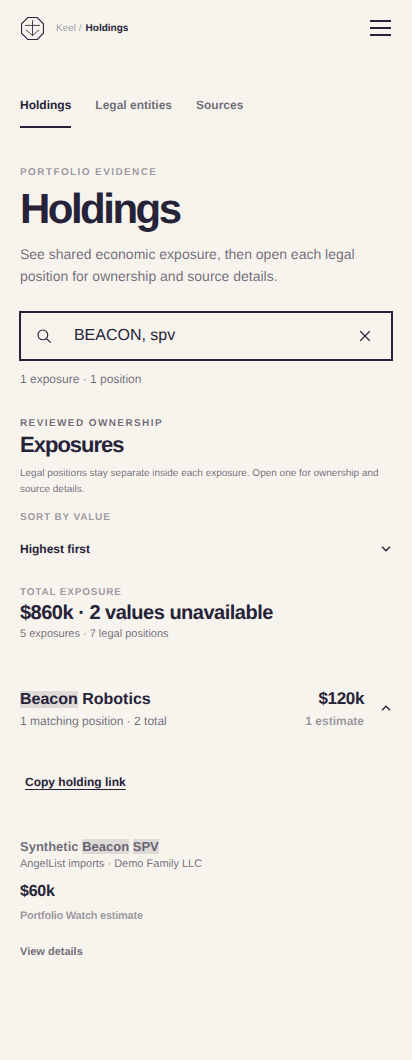 Keel / Holdings
Holdings Legal entities Sources
PORTFOLIO EVIDENCE
Holdings
See shared economic exposure, then open each legal
position for ownership and source details.
BEACON, spv
1 exposure · 1 position
REVIEWED OWNERSHIP
Exposures
Legal positions stay separate inside each exposure. Open one for ownership and
source details.
SORT BY VALUE
Highest first
TOTAL EXPOSURE
$860k · 2 values unavailable
5 exposures · 7 legal positions
Beacon Robotics $120k
1 matching position · 2 total 1 estimate
Copy holding link
Synthetic Beacon SPV
AngelList imports · Demo Family LLC
$60k
Portfolio Watch estimate
View details